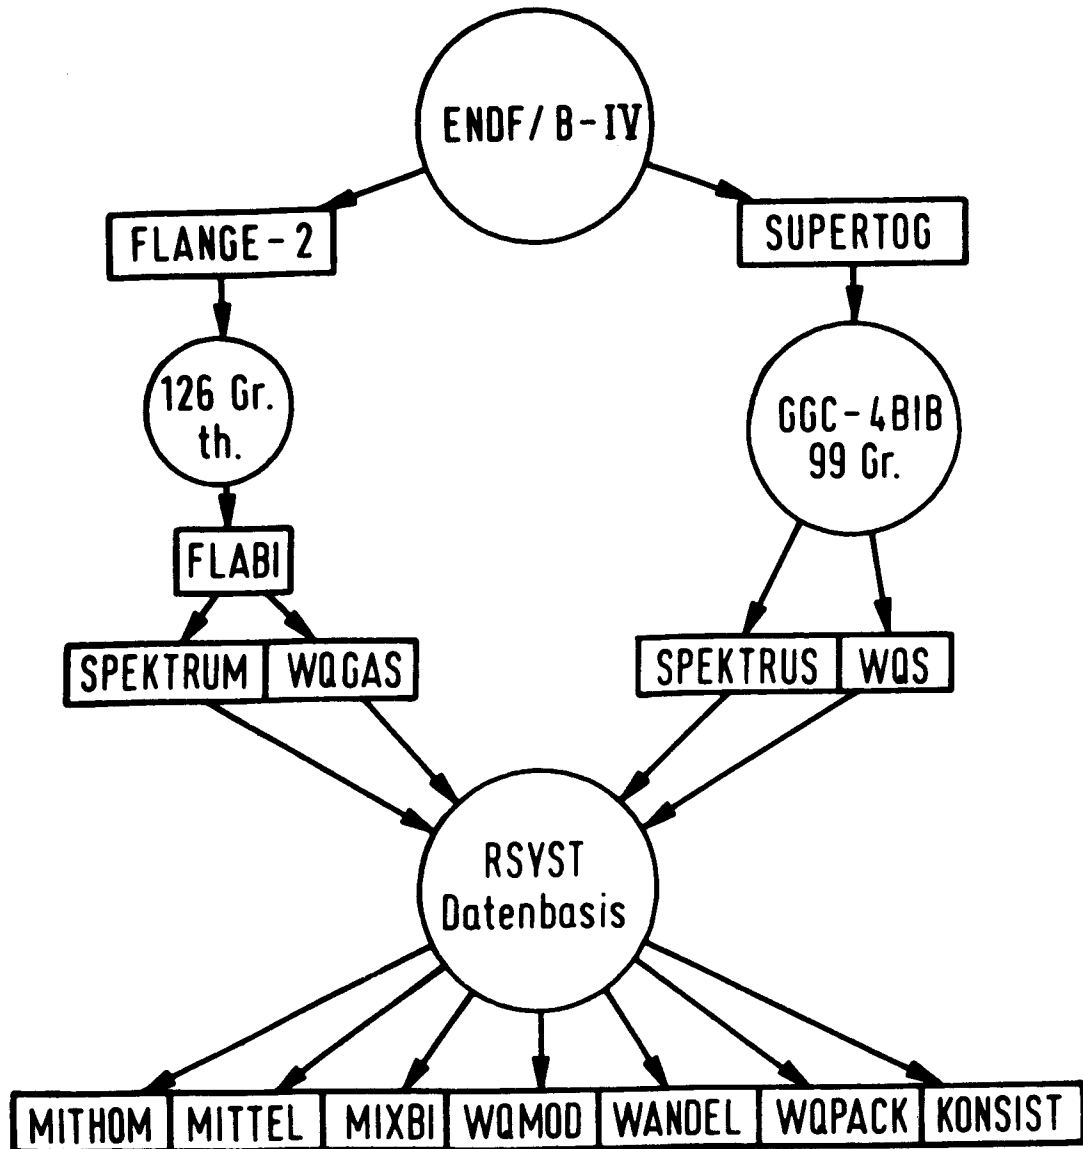 ENDF/B-IV
FLANGE-2
SUPERTOG
126 Gr.
th.
GGC-4BIB
99 Gr.
FLABI
SPEKTRUM
WQGAS
SPEKTRUS
WQS
RSYST
Datenbasis
MITHOM
MITTEL
MIXBI
WQMOD
WANDEL
WQPACK
KONSIST